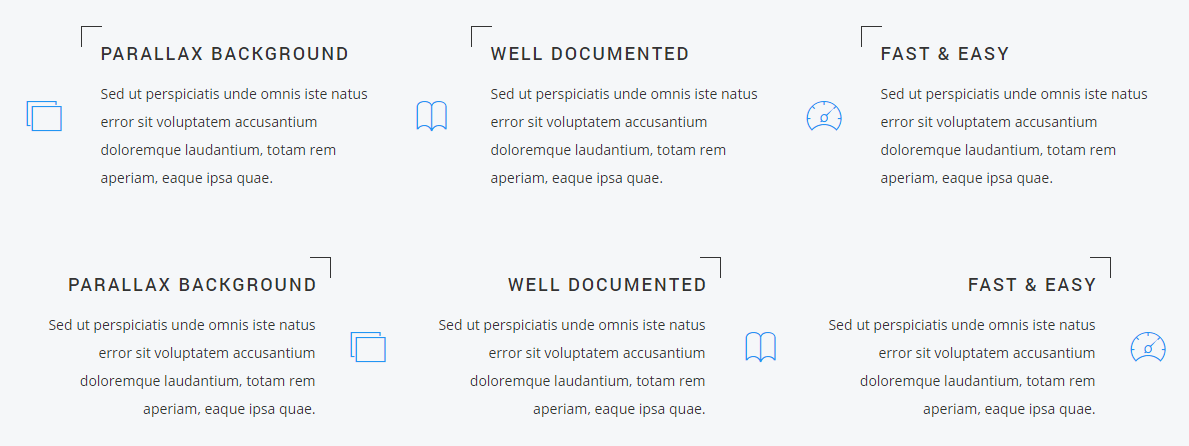 PARALLAX BACKGROUND
Sed ut perspiciatis unde omnis iste natus
error sit voluptatem accusantium
doloremque laudantium, totam rem
aperiam, eaque ipsa quae.
WELL DOCUMENTED
Sed ut perspiciatis unde omnis iste natus
error sit voluptatem accusantium
doloremque laudantium, totam rem
aperiam, eaque ipsa quae.
FAST & EASY
Sed ut perspiciatis unde omnis iste natus
error sit voluptatem accusantium
doloremque laudantium, totam rem
aperiam, eaque ipsa quae.
PARALLAX BACKGROUND
Sed ut perspiciatis unde omnis iste natus
error sit voluptatem accusantium
doloremque laudantium, totam rem
aperiam, eaque ipsa quae.
WELL DOCUMENTED
Sed ut perspiciatis unde omnis iste natus
error sit voluptatem accusantium
doloremque laudantium, totam rem
aperiam, eaque ipsa quae.
FAST & EASY
Sed ut perspiciatis unde omnis iste natus
error sit voluptatem accusantium
doloremque laudantium, totam rem
aperiam, eaque ipsa quae.